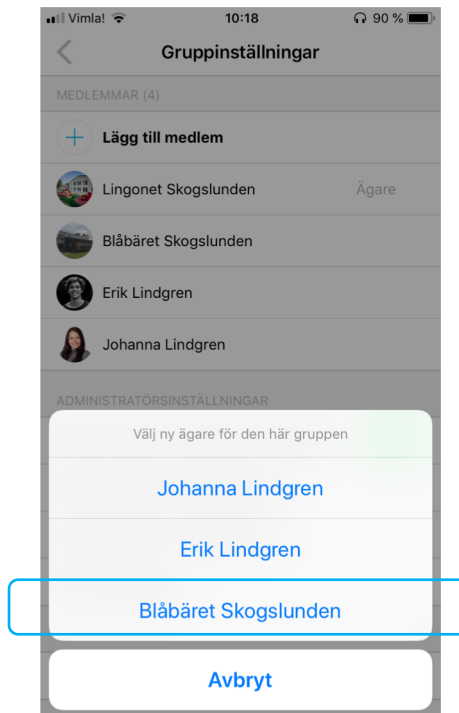 Vimla! 10:18 90 %
Gruppinställningar
MEDLEMMAR (4)
Lägg till medlem
Lingonet Skogslunden Ägare
Blåbäret Skogslunden
Erik Lindgren
Johanna Lindgren
ADMINISTRATÖRSINSTÄLLNINGAR
Välj ny ägare för den här gruppen
Johanna Lindgren
Erik Lindgren
Blåbäret Skogslunden
Avbryt